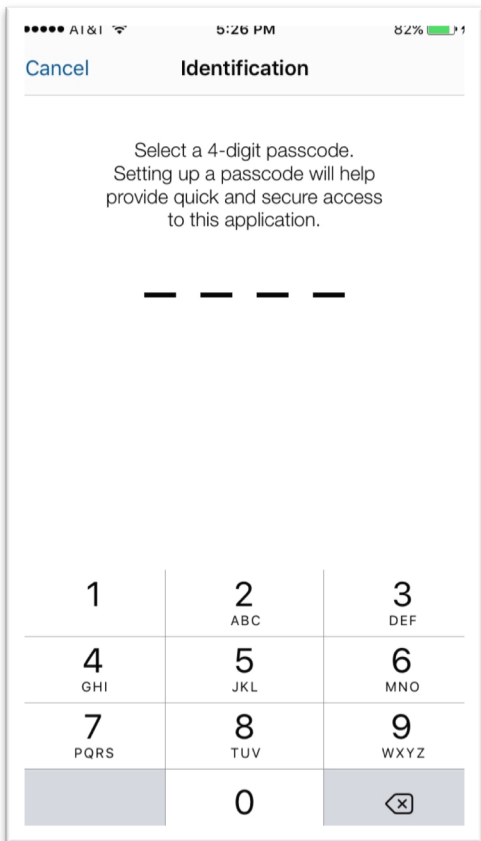 AT&T 5:26 PM 82%
Cancel Identification
Select a 4-digit passcode.
Setting up a passcode will help
provide quick and secure access
to this application.
1 2 3
ABC DEF
4 5 6
GHI JKL MNO
7 8 9
PQRS TUV WXYZ
0